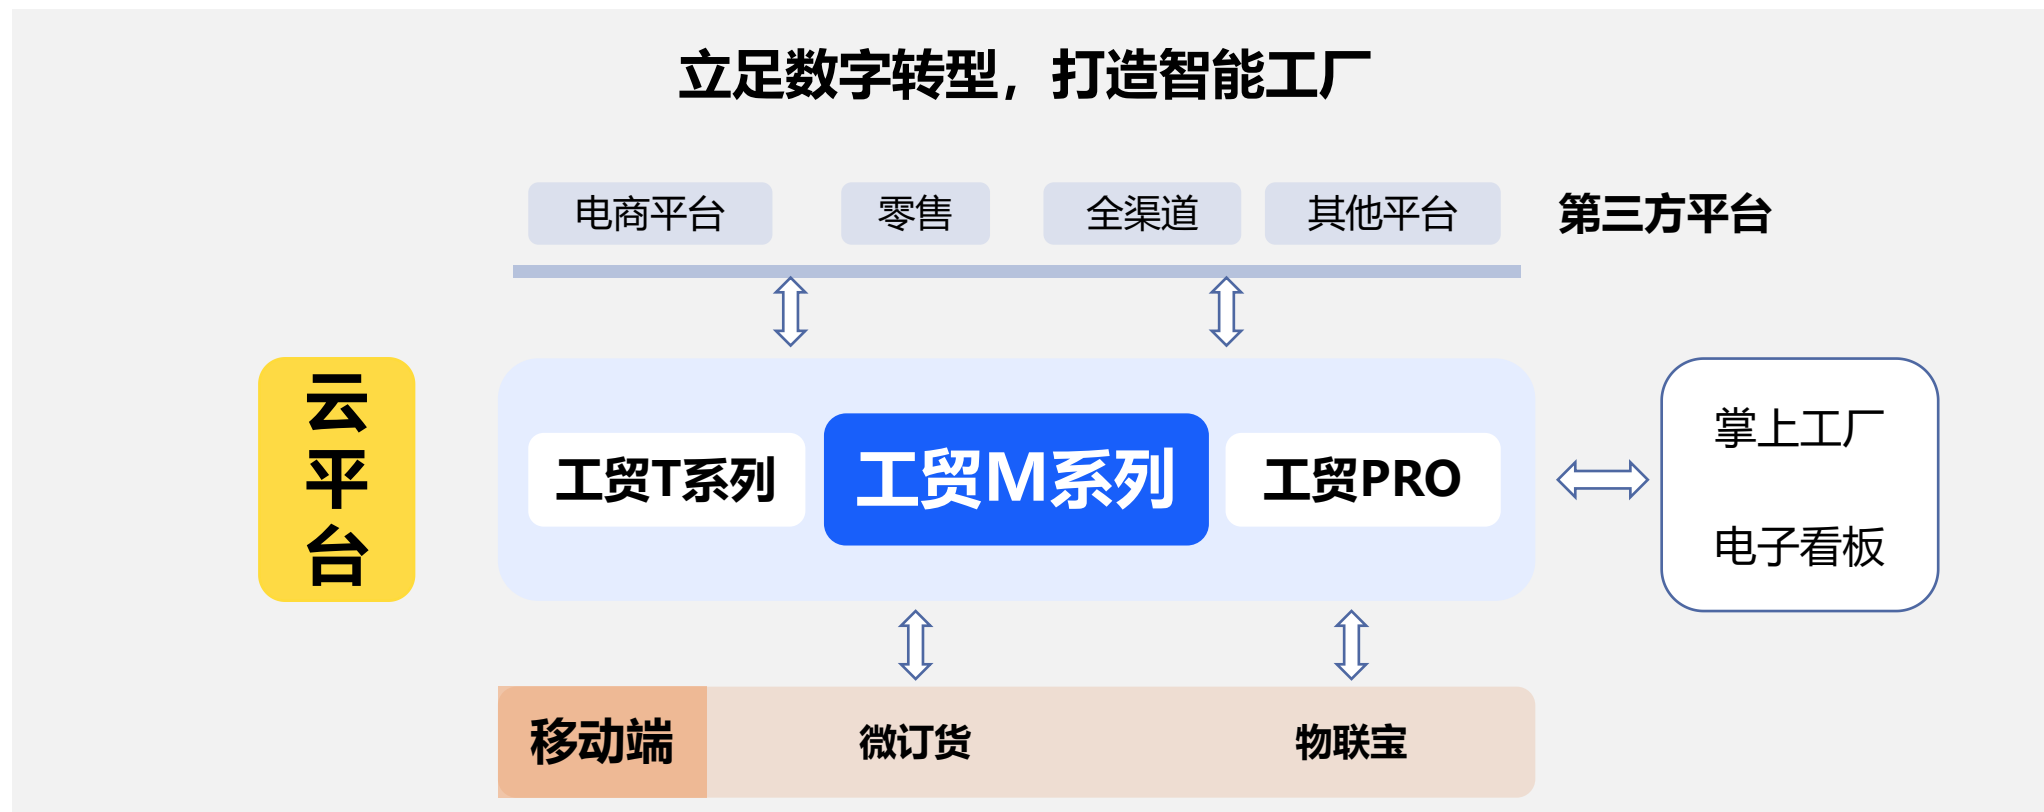 立足数字转型，打造智能工厂
电商平台 零售 全渠道 其他平台 第三方平台
云平台
工贸T系列 工贸M系列 工贸PRO
掌上工厂
电子看板
移动端 微订货 物联宝